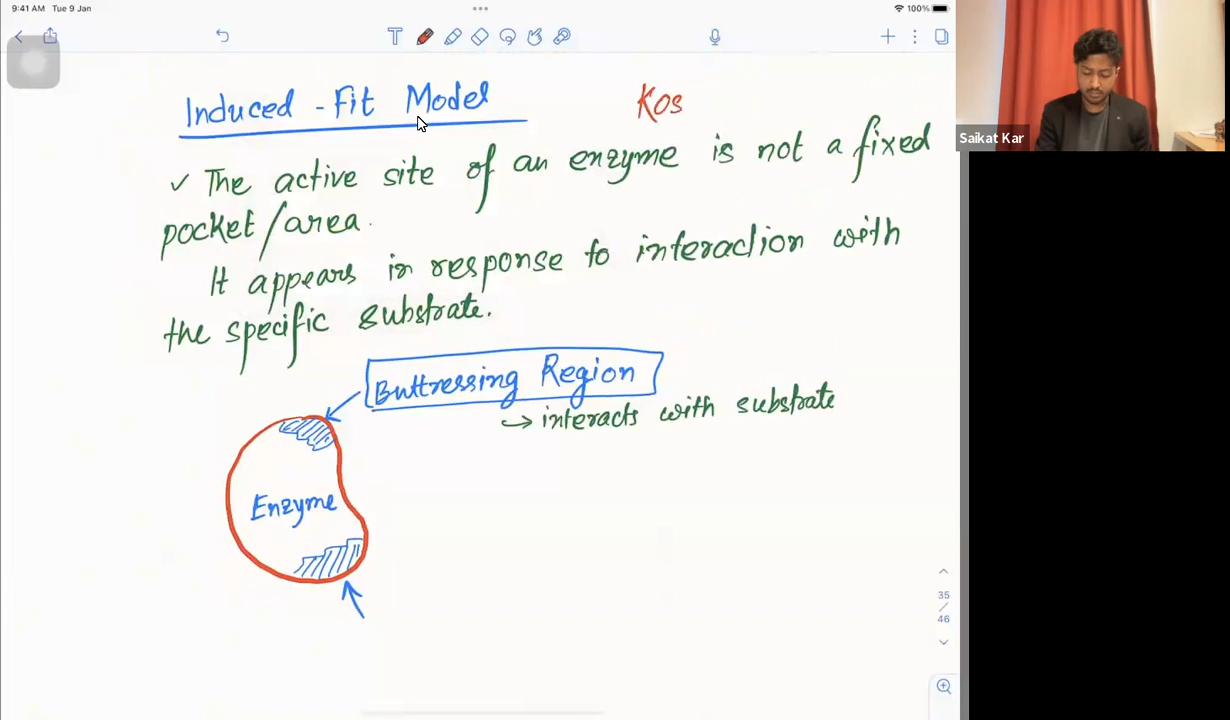 9:41 AM Tue 9 Jan
100%
Induced - Fit Model
Kos
✓ The active site of an enzyme is not a fixed
pocket/area.
It appears in response to interaction with
the specific substrate.
Buttressing Region
↪ interacts with substrate
Enzyme
Saikat Kar
35
/
46